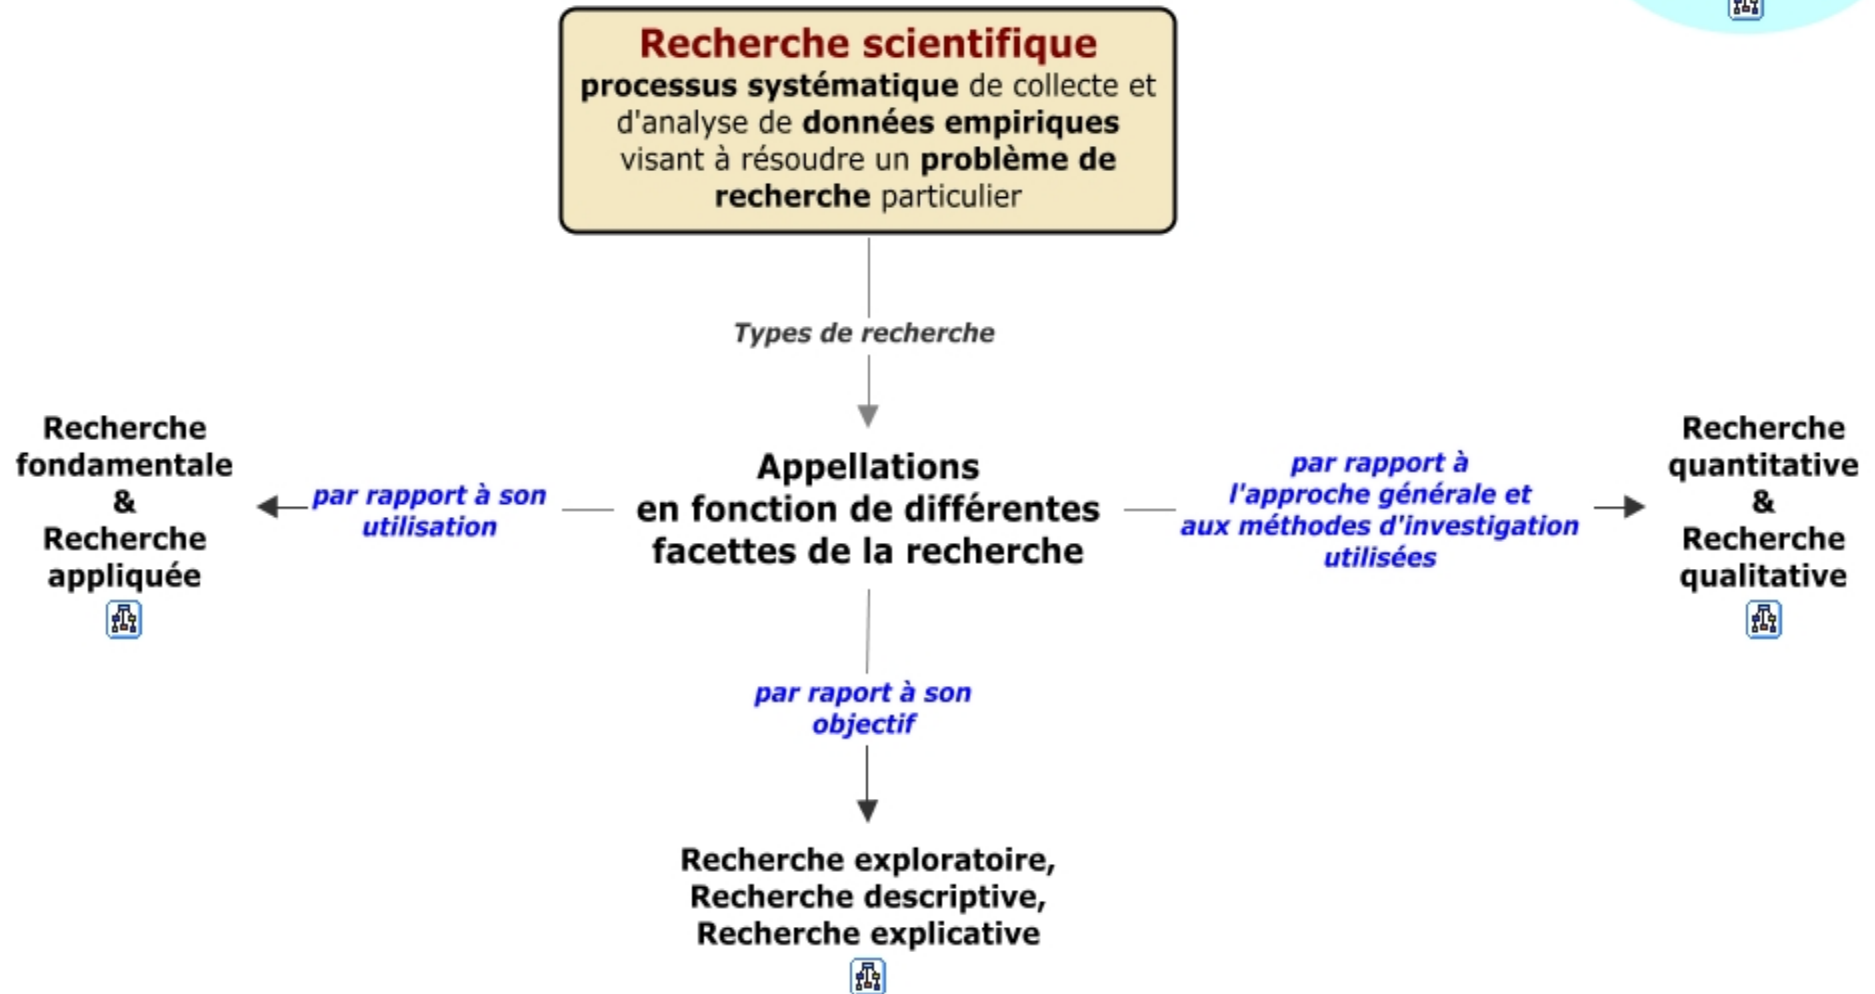 Recherche scientifique
processus systématique de collecte et
d'analyse de données empiriques
visant à résoudre un problème de
recherche particulier
Types de recherche
Recherche
fondamentale
&
Recherche
appliquée
par rapport à son
utilisation
Appellations
en fonction de différentes
facettes de la recherche
par rapport à
l'approche générale et
aux méthodes d'investigation
utilisées
Recherche
quantitative
&
Recherche
qualitative
par raport à son
objectif
Recherche exploratoire,
Recherche descriptive,
Recherche explicative